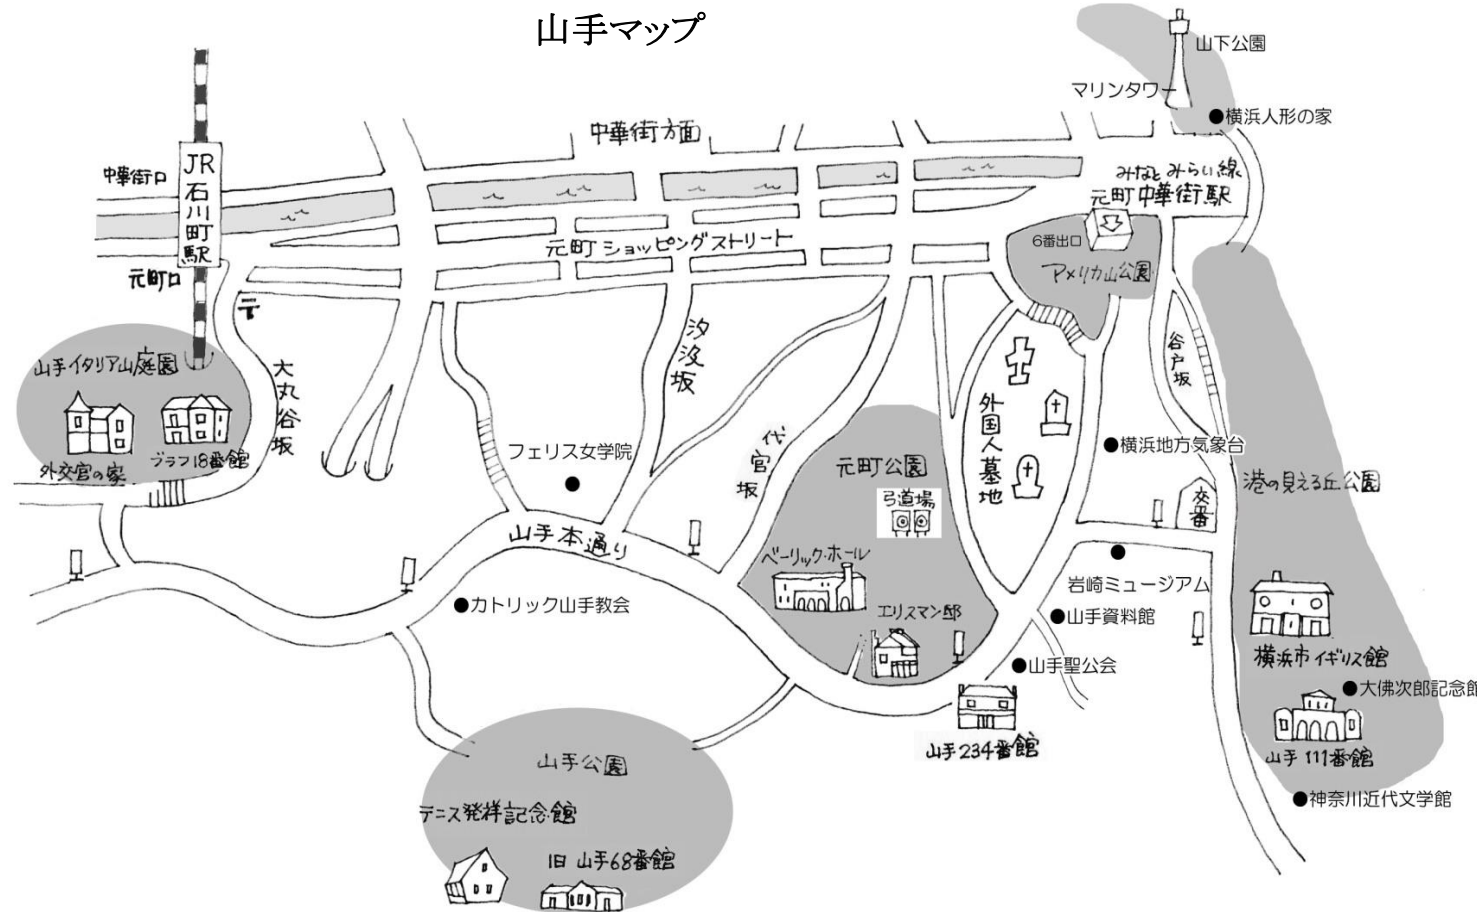 山手マップ
山下公園
マリンタワー
横浜人形の家
中華街方面
中華街口
JR石川町駅
元町口
みなとみらい線
元町中華街駅
6番出口
アメリカ山公園
元町ショッピングストリート
〒
山手イタリア山庭園
外交官の家
ブラフ18番館
大丸谷坂
汐汲坂
代官坂
谷戸坂
フェリス女学院
元町公園
弓道場
外国人墓地
横浜地方気象台
港の見える丘公園
交番
山手本通り
ベーリック・ホール
エリスマン邸
岩崎ミュージアム
カトリック山手教会
山手資料館
山手聖公会
横浜市イギリス館
大佛次郎記念館
山手234番館
山手111番館
神奈川近代文学館
山手公園
テニス発祥記念館
旧山手68番館